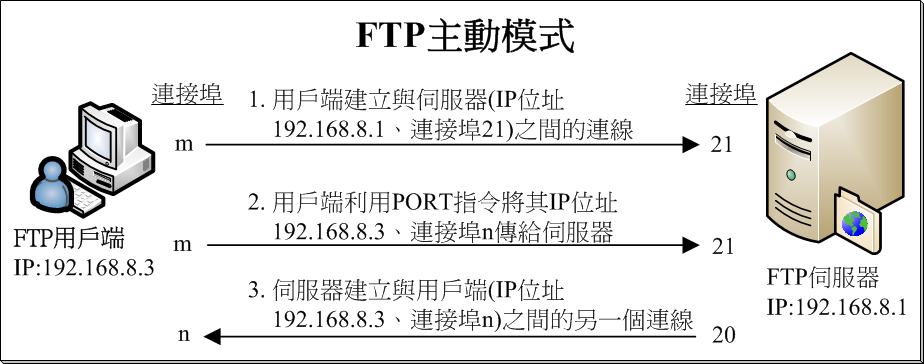 FTP主動模式
連接埠
連接埠
1. 用戶端建立與伺服器(IP位址
192.168.8.1、連接埠21)之間的連線
m
21
2. 用戶端利用PORT指令將其IP位址
192.168.8.3、連接埠n傳給伺服器
m
21
FTP用戶端
IP:192.168.8.3
FTP伺服器
IP:192.168.8.1
3. 伺服器建立與用戶端(IP位址
192.168.8.3、連接埠n)之間的另一個連線
n
20